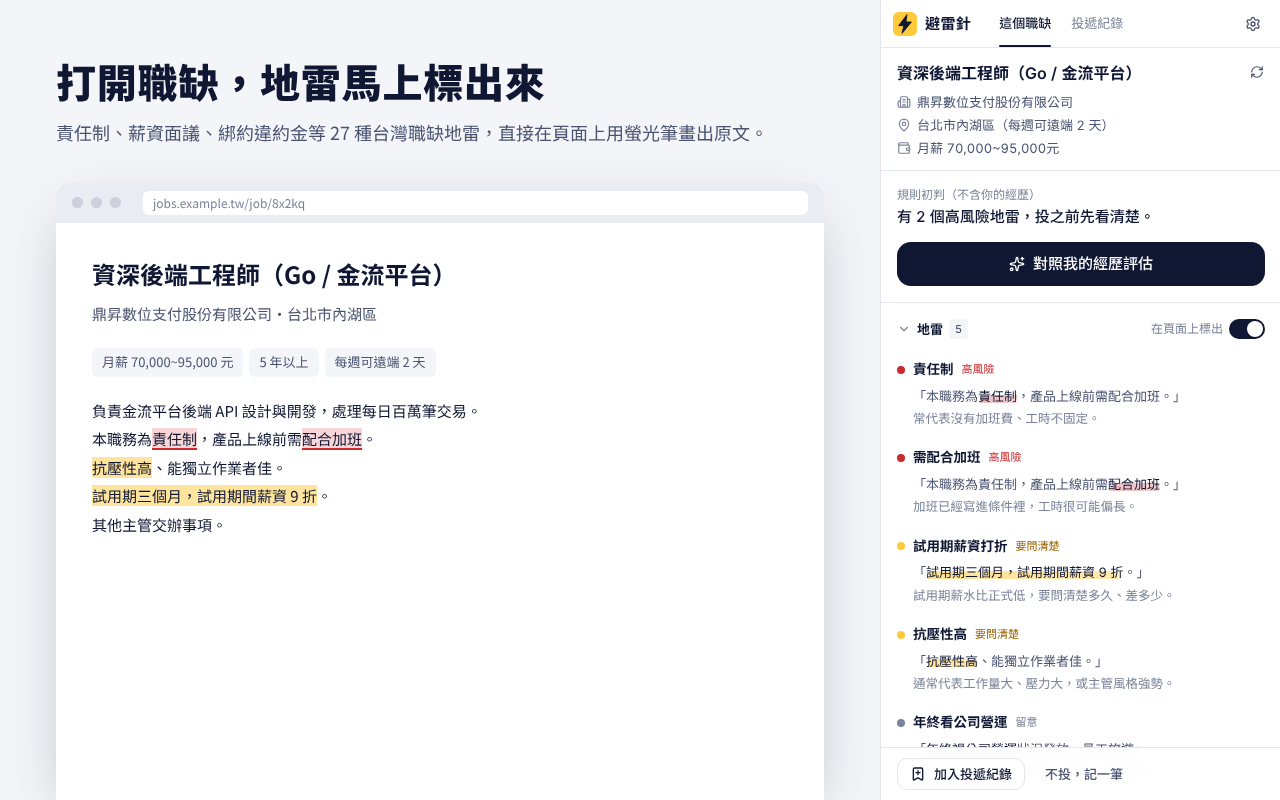 打開職缺，地雷馬上標出來
責任制、薪資面議、綁約違約金等 27 種台灣職缺地雷，直接在頁面上用螢光筆畫出原文。
jobs.example.tw/job/8x2kq
資深後端工程師（Go / 金流平台）
鼎昇數位支付股份有限公司・台北市內湖區
月薪 70,000~95,000 元
5 年以上
每週可遠端 2 天
負責金流平台後端 API 設計與開發，處理每日百萬筆交易。
本職務為責任制，產品上線前需配合加班。
抗壓性高、能獨立作業者佳。
試用期三個月，試用期間薪資 9 折。
其他主管交辦事項。
避雷針
這個職缺
投遞紀錄
資深後端工程師（Go / 金流平台）
鼎昇數位支付股份有限公司
台北市內湖區（每週可遠端 2 天）
月薪 70,000~95,000元
規則初判（不含你的經歷）
有 2 個高風險地雷，投之前先看清楚。
對照我的經歷評估
地雷 5
在頁面上標出
責任制 高風險
「本職務為責任制，產品上線前需配合加班。」
常代表沒有加班費、工時不固定。
需配合加班 高風險
「本職務為責任制，產品上線前需配合加班。」
加班已經寫進條件裡，工時很可能偏長。
試用期薪資打折 要問清楚
「試用期三個月，試用期間薪資 9 折。」
試用期薪水比正式低，要問清楚多久、差多少。
抗壓性高 要問清楚
「抗壓性高、能獨立作業者佳。」
通常代表工作量大、壓力大，或主管風格強勢。
年終看公司營運 留意
加入投遞紀錄
不投，記一筆